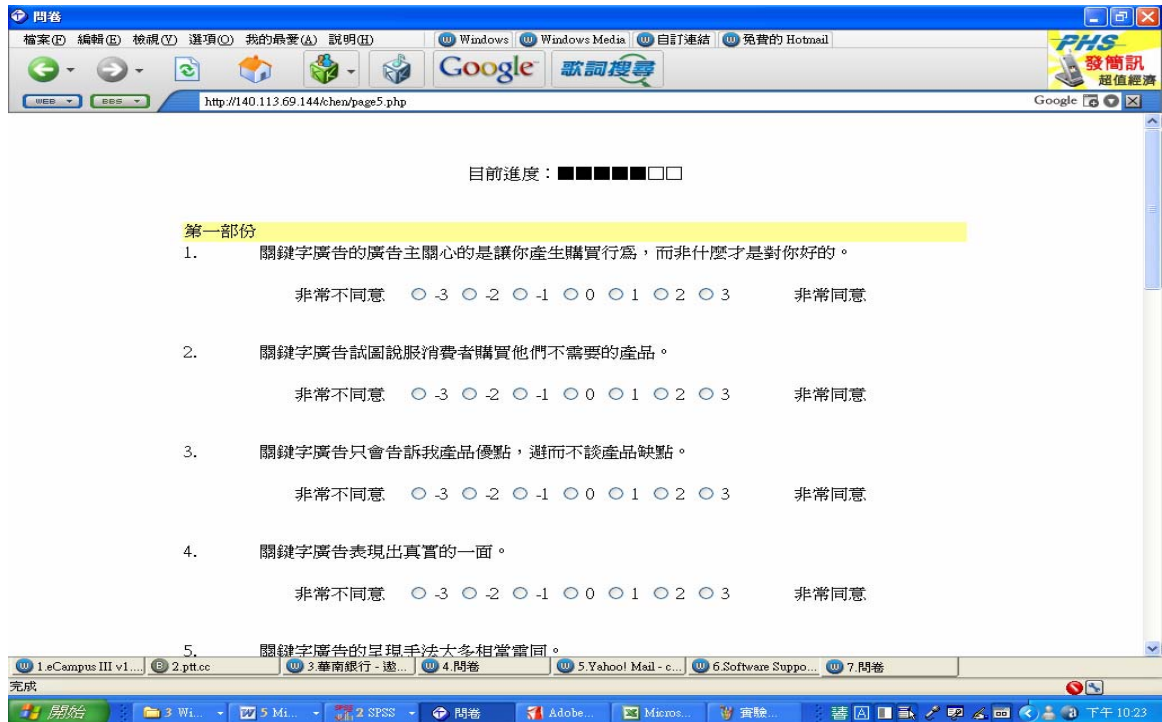 問卷
檔案(F) 編輯(E) 檢視(V) 選項(O) 我的最愛(A) 說明(H) Windows Windows Media 自訂連結 免費的 Hotmail
PHS
發簡訊
超值經濟
Google 歌詞搜尋
WEB BBS http://140.113.69.144/chen/page5.php Google
目前進度：■■■■■□□
第一部份
1. 關鍵字廣告的廣告主關心的是讓你產生購買行為，而非什麼才是對你好的。
非常不同意 -3 -2 -1 0 1 2 3 非常同意
2. 關鍵字廣告試圖說服消費者購買他們不需要的產品。
非常不同意 -3 -2 -1 0 1 2 3 非常同意
3. 關鍵字廣告只會告訴我產品優點，避而不談產品缺點。
非常不同意 -3 -2 -1 0 1 2 3 非常同意
4. 關鍵字廣告表現出真實的一面。
非常不同意 -3 -2 -1 0 1 2 3 非常同意
5. 關鍵字廣告的呈現手法大多相當雷同。
1.eCampus III v1.... 2.ptt.cc 3.華南銀行 - 遨... 4.問卷 5.Yahoo! Mail - c... 6.Software Suppo... 7.問卷
完成
開始 3 Wi... 5 Mi... 2 SPSS 問卷 Adobe... Micros... 實驗... 下午 10:23